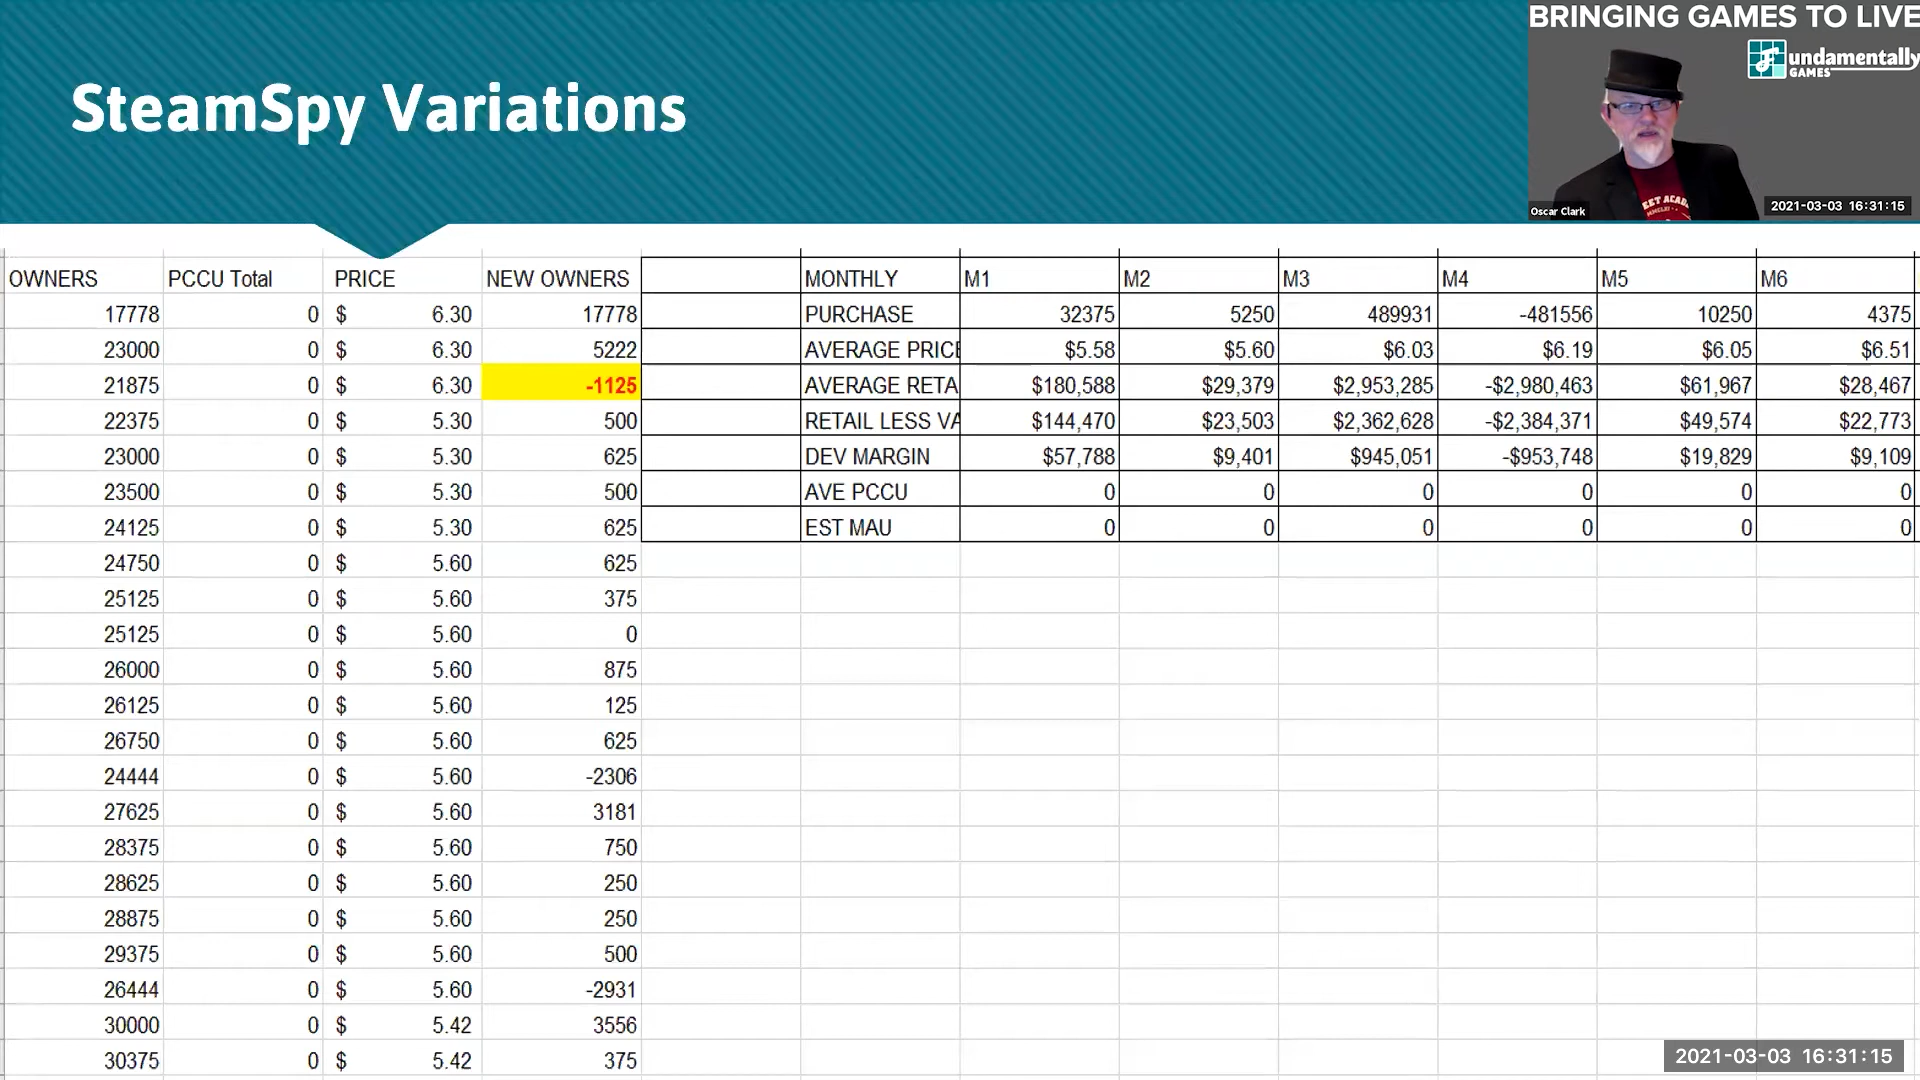 BRINGING GAMES TO LIVE
undamentally
GAMES
SteamSpy Variations
Oscar Clark
2021-03-03 16:31:15
OWNERS PCCU Total PRICE NEW OWNERS MONTHLY M1 M2 M3 M4 M5 M6
17778 0 $ 6.30 17778 PURCHASE 32375 5250 489931 -481556 10250 4375
23000 0 $ 6.30 5222 AVERAGE PRICE $5.58 $5.60 $6.03 $6.19 $6.05 $6.51
21875 0 $ 6.30 -1125 AVERAGE RETA $180,588 $29,379 $2,953,285 -$2,980,463 $61,967 $28,467
22375 0 $ 5.30 500 RETAIL LESS VA $144,470 $23,503 $2,362,628 -$2,384,371 $49,574 $22,773
23000 0 $ 5.30 625 DEV MARGIN $57,788 $9,401 $945,051 -$953,748 $19,829 $9,109
23500 0 $ 5.30 500 AVE PCCU 0 0 0 0 0 0
24125 0 $ 5.30 625 EST MAU 0 0 0 0 0 0
24750 0 $ 5.60 625
25125 0 $ 5.60 375
25125 0 $ 5.60 0
26000 0 $ 5.60 875
26125 0 $ 5.60 125
26750 0 $ 5.60 625
24444 0 $ 5.60 -2306
27625 0 $ 5.60 3181
28375 0 $ 5.60 750
28625 0 $ 5.60 250
28875 0 $ 5.60 250
29375 0 $ 5.60 500
26444 0 $ 5.60 -2931
30000 0 $ 5.42 3556
30375 0 $ 5.42 375
2021-03-03 16:31:15